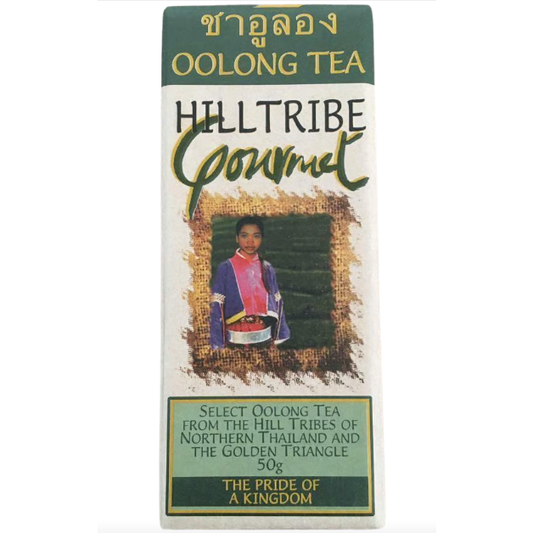 ชาอูลอง
OOLONG TEA
HILLTRIBE
Gourmet
SELECT OOLONG TEA
FROM THE HILL TRIBES OF
NORTHERN THAILAND AND
THE GOLDEN TRIANGLE
50g
THE PRIDE OF
A KINGDOM